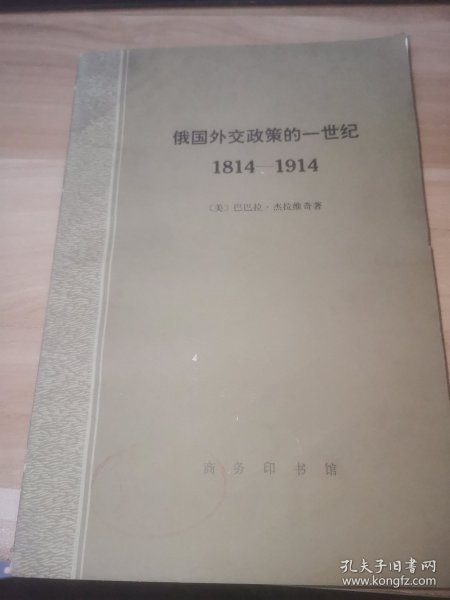 俄国外交政策的一世纪
1814—1914
〔美〕巴巴拉·杰拉维奇著
商务印书馆
孔夫子旧书网
www.kongfz.com